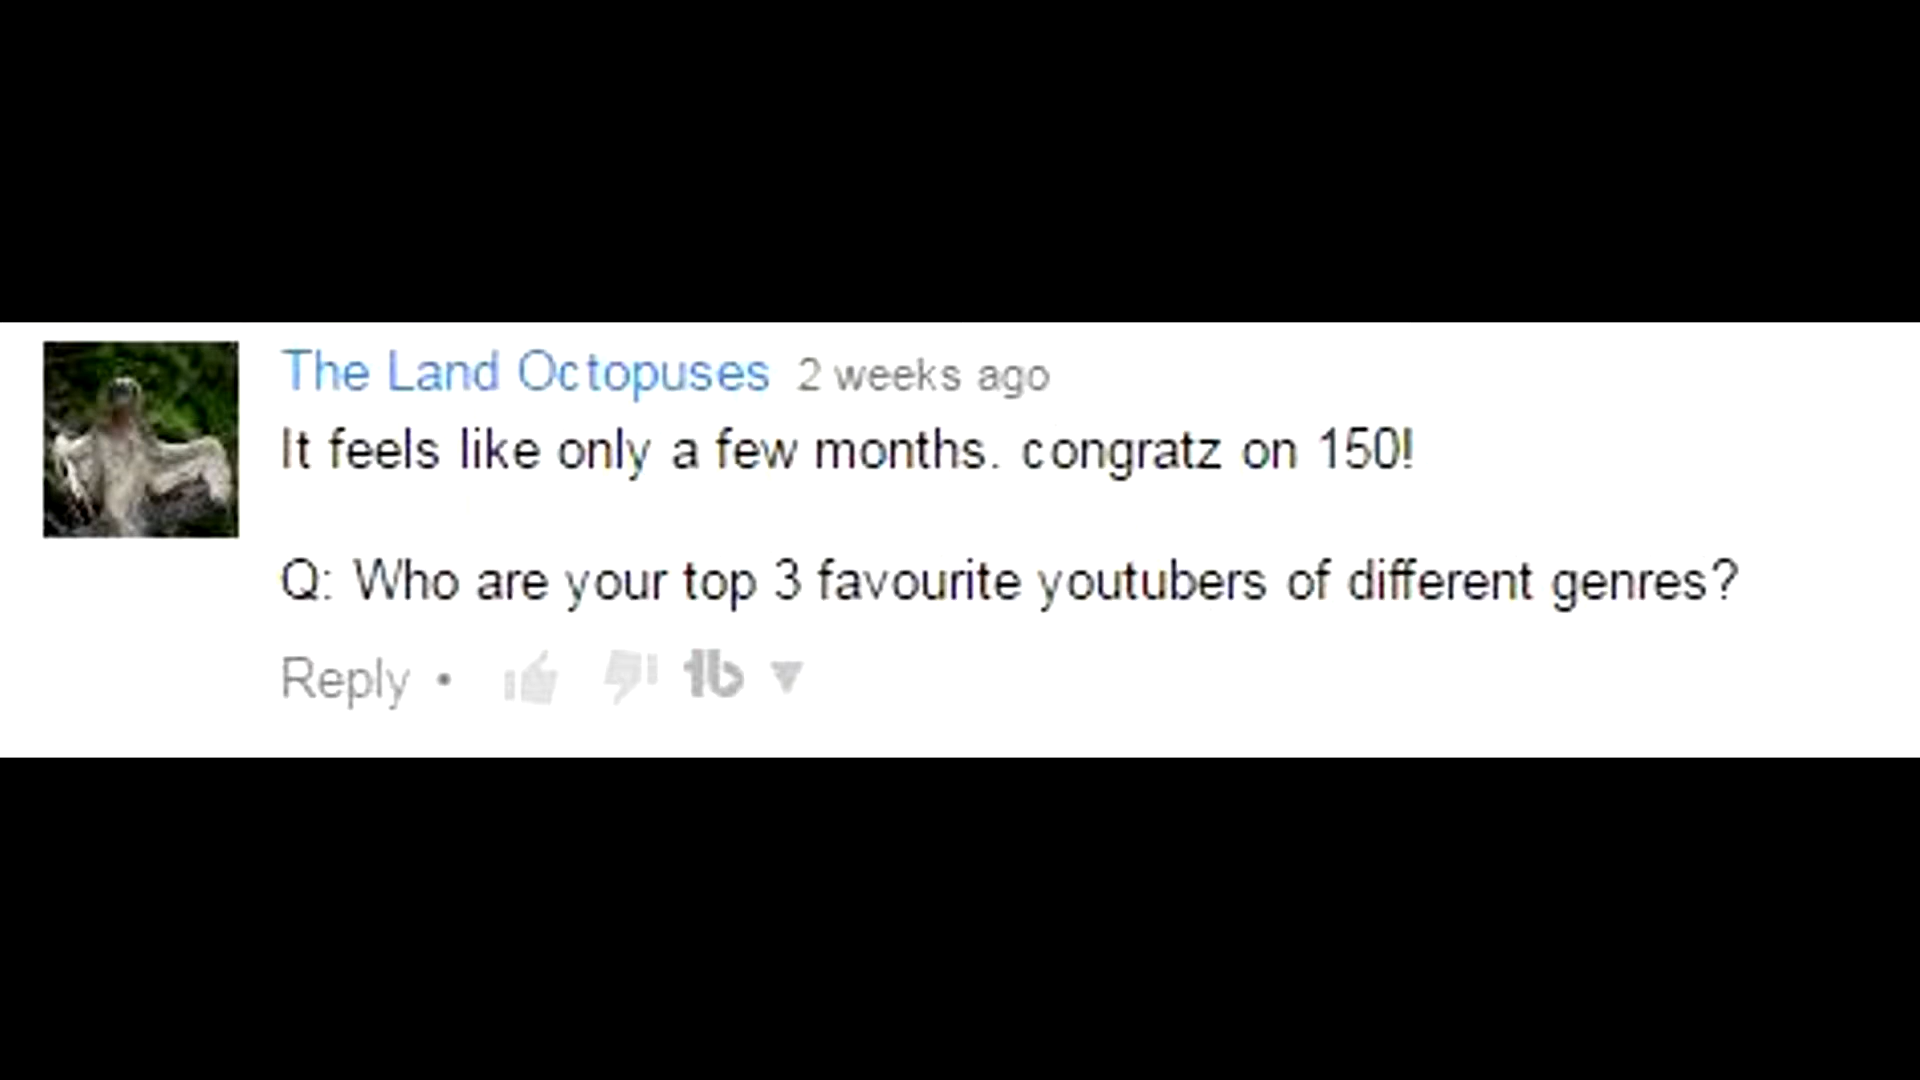 The Land Octopuses 2 weeks ago
It feels like only a few months. congratz on 150!
Q: Who are your top 3 favourite youtubers of different genres?
Reply •